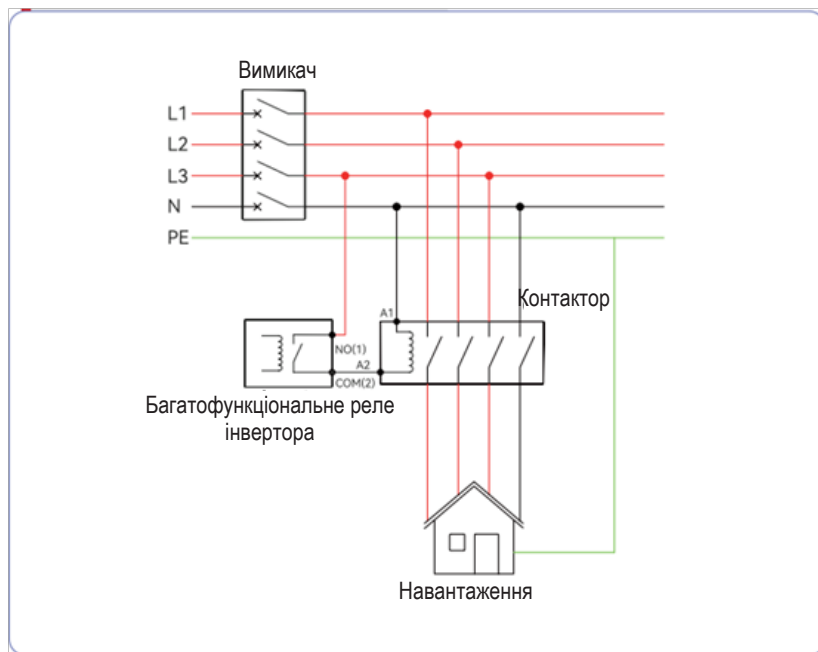 Вимикач
L1
L2
L3
N
PE
Контактор
A1
NO(1)
A2
COM(2)
Багатофункціональне реле
інвертора
Навантаження